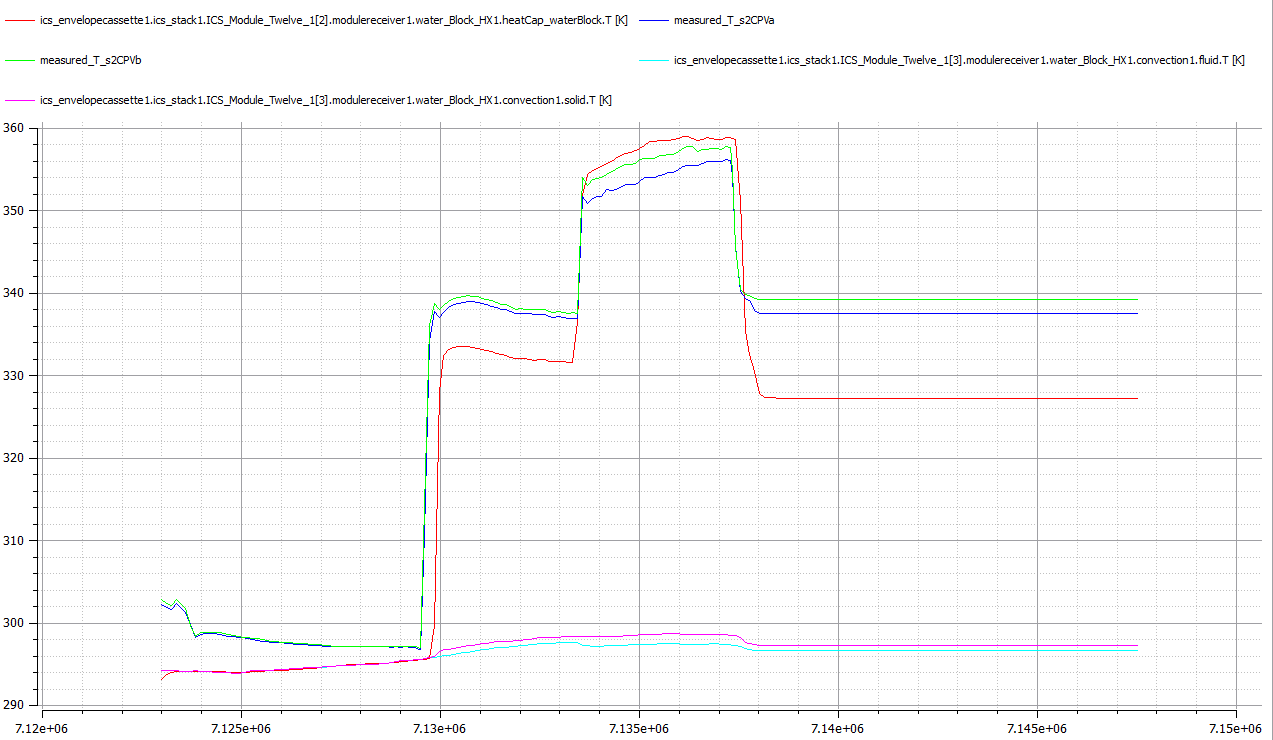 ics_envelopecassette1.ics_stack1.ICS_Module_Twelve_1[2].modulereceiver1.water_Block_HX1.heatCap_waterBlock.T [K] measured_T_s2CPVa
measured_T_s2CPVb ics_envelopecassette1.ics_stack1.ICS_Module_Twelve_1[3].modulereceiver1.water_Block_HX1.convection1.fluid.T [K]
ics_envelopecassette1.ics_stack1.ICS_Module_Twelve_1[3].modulereceiver1.water_Block_HX1.convection1.solid.T [K]
360
350
340
330
320
310
300
290
7.12e+06 7.125e+06 7.13e+06 7.135e+06 7.14e+06 7.145e+06 7.15e+06